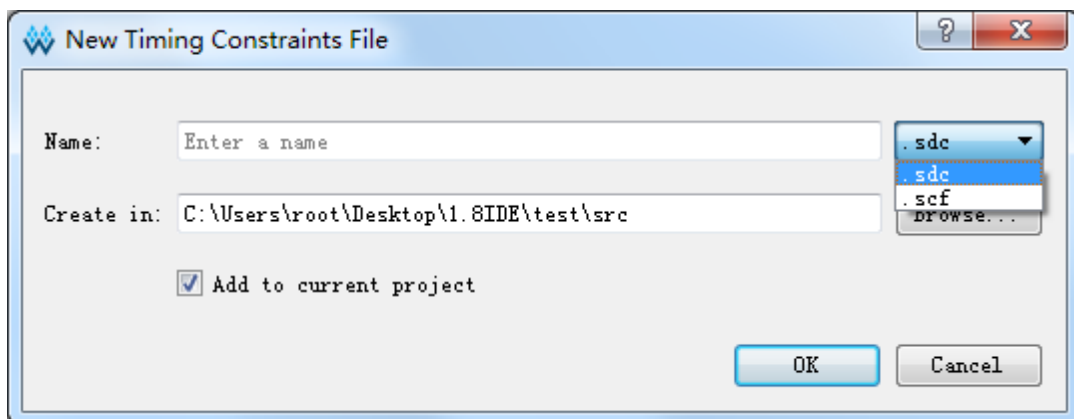 New Timing Constraints File
Name: Enter a name .sdc
.sdc
.scf
Create in: C:\Users\root\Desktop\1.8IDE\test\src browse...
Add to current project
OK Cancel